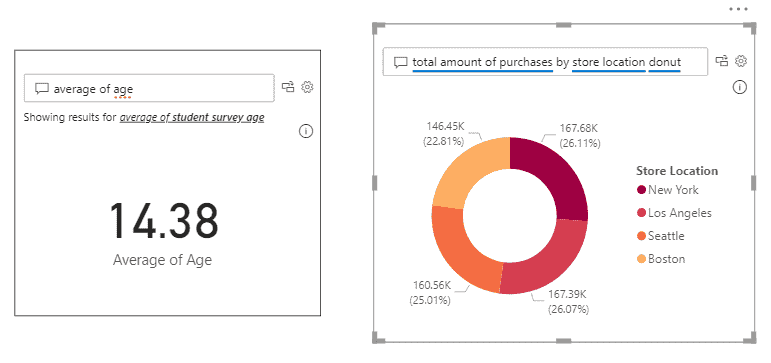 average of age
Showing results for average of student survey age
14.38
Average of Age
total amount of purchases by store location donut
146.45K
(22.81%)
167.68K
(26.11%)
160.56K
(25.01%)
167.39K
(26.07%)
Store Location
New York
Los Angeles
Seattle
Boston